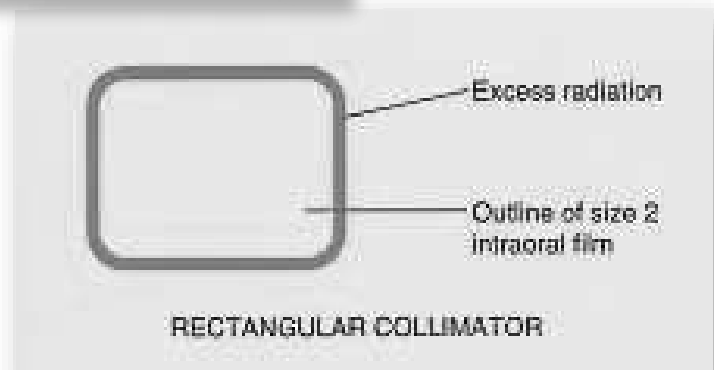 Excess radiation
Outline of size 2
intraoral film
RECTANGULAR COLLIMATOR